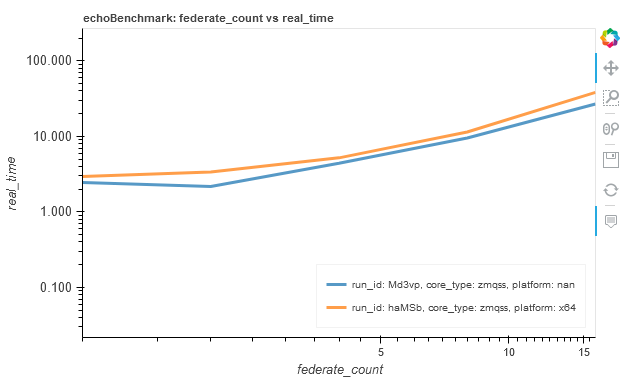 echoBenchmark: federate_count vs real_time
100.000
10.000
1.000
0.100
real_time
run_id: Md3vp, core_type: zmqss, platform: nan
run_id: haMSb, core_type: zmqss, platform: x64
5
10
15
federate_count